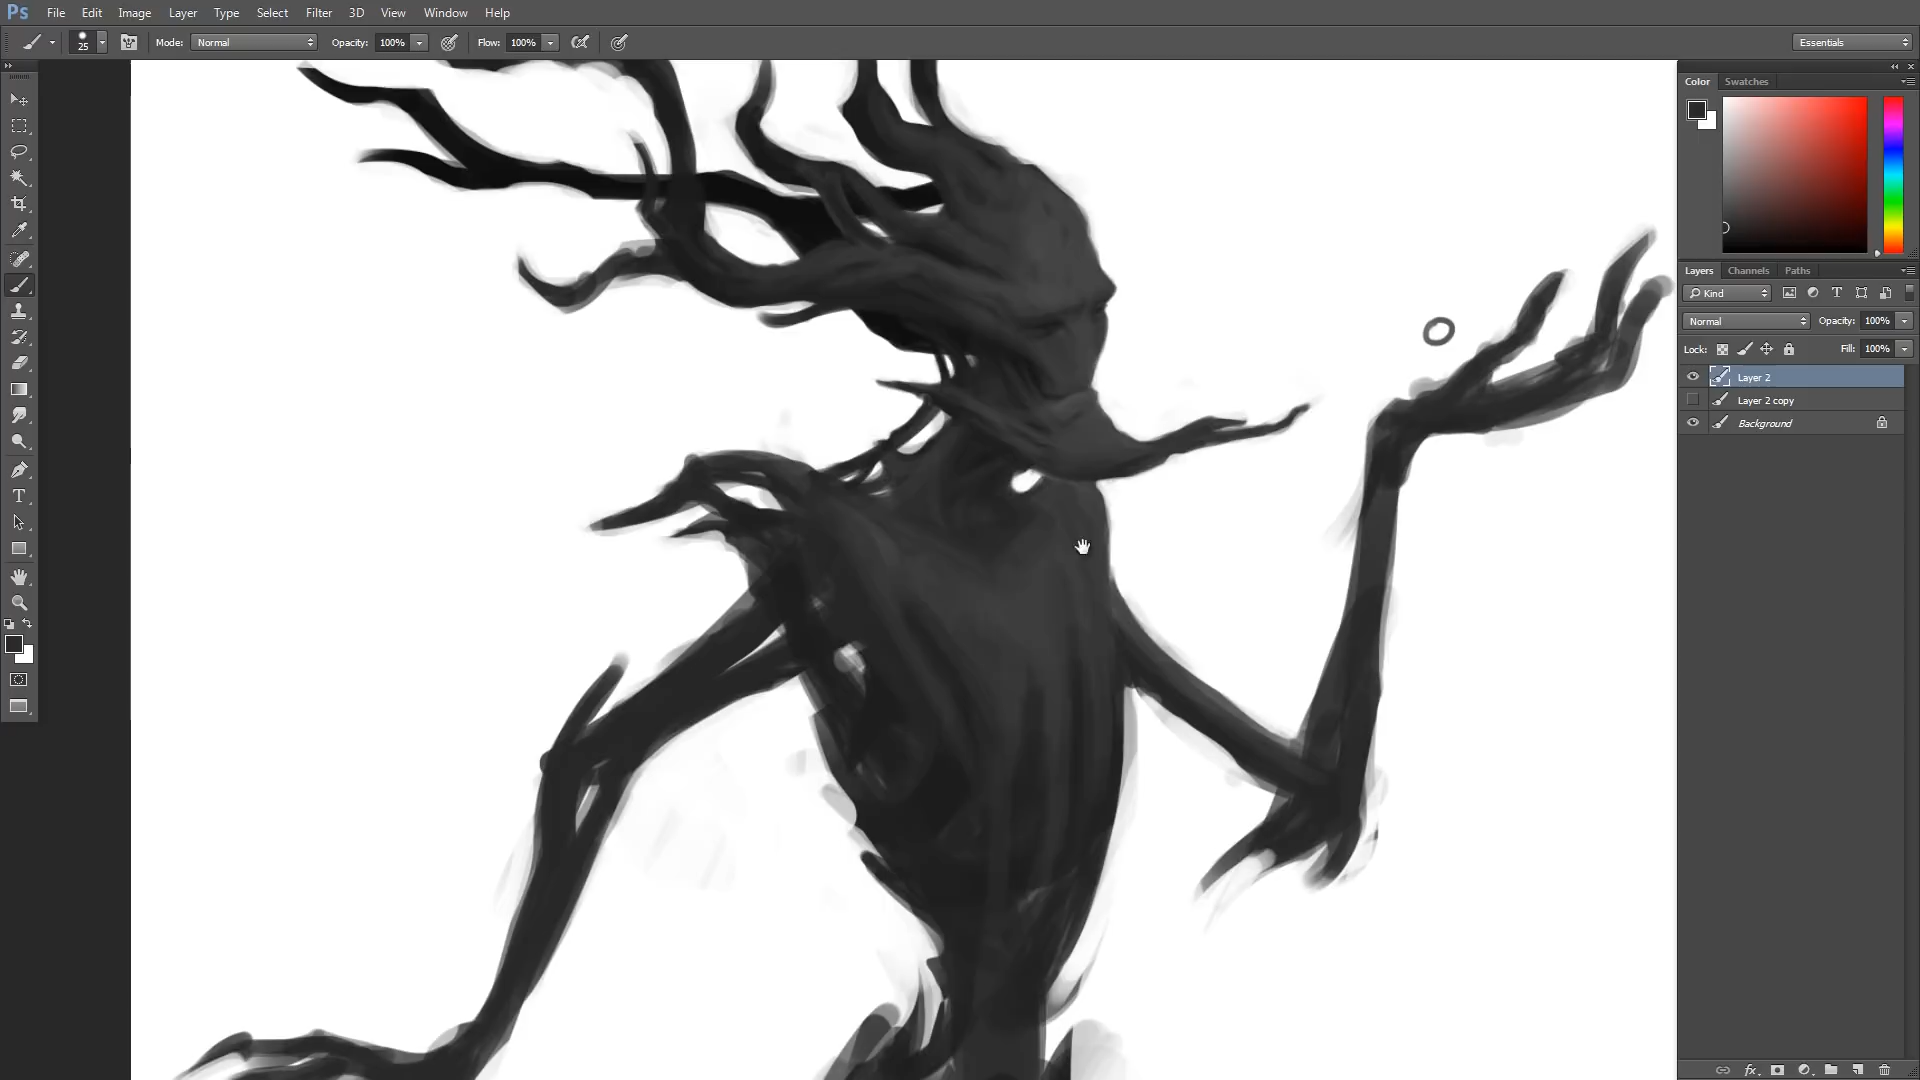 Ps File Edit Image Layer Type Select Filter 3D View Window Help
25 Mode: Normal Opacity: 100% Flow: 100% Essentials
Color Swatches
Layers Channels Paths
Kind T
Normal Opacity: 100%
Lock: Fill: 100%
Layer 2
Layer 2 copy
Background
T
fx